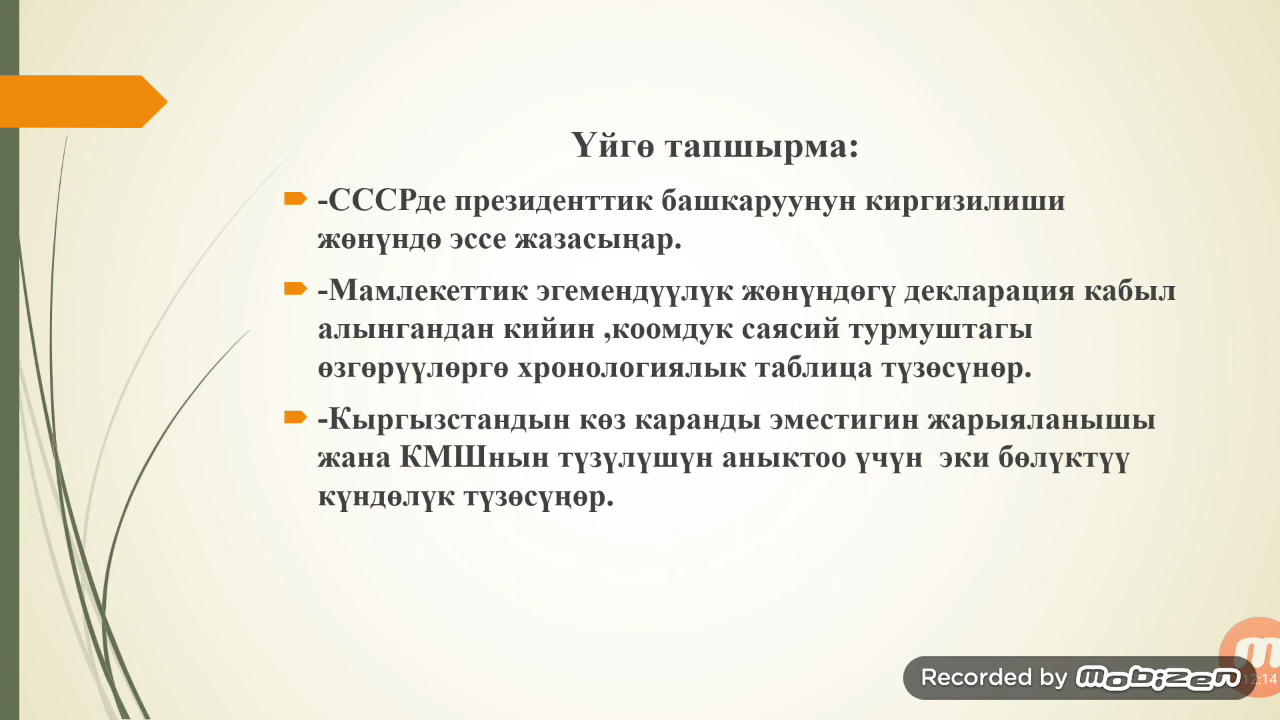 Үйгө тапшырма:
-СССРде президенттик башкаруунун киргизилиши
жөнүндө эссе жазасыңар.
-Мамлекеттик эгемендүүлүк жөнүндөгү декларация кабыл
алынгандан кийин ,коомдук саясий турмуштагы
өзгөрүүлөргө хронологиялык таблица түзөсүнөр.
-Кыргызстандын көз каранды эместигин жарыяланышы
жана КМШнын түзүлүшүн аныктоо үчүн  эки бөлүктүү
күндөлүк түзөсүңөр.
Recorded by mobizen
12:14